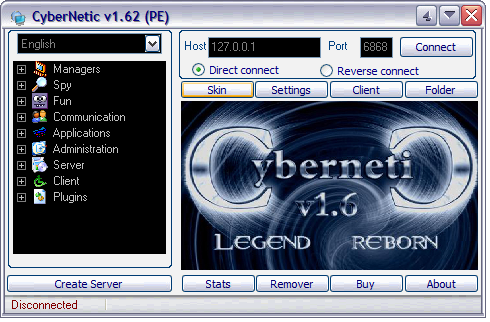 CyberNetic v1.62 (PE)
English
Managers
Spy
Fun
Communication
Applications
Administration
Server
Client
Plugins
Create Server
Host 127.0.0.1 Port 6868 Connect
Direct connect Reverse connect
Skin Settings Client Folder
Cyberneti
v1.6
LEGEND REBORN
Stats Remover Buy About
Disconnected